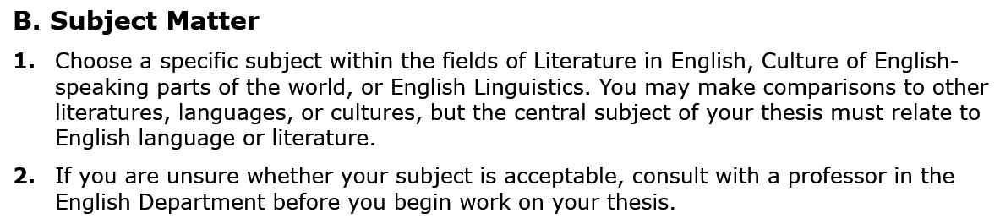 B. Subject Matter
1. Choose a specific subject within the fields of Literature in English, Culture of English-
speaking parts of the world, or English Linguistics. You may make comparisons to other
literatures, languages, or cultures, but the central subject of your thesis must relate to
English language or literature.
2. If you are unsure whether your subject is acceptable, consult with a professor in the
English Department before you begin work on your thesis.